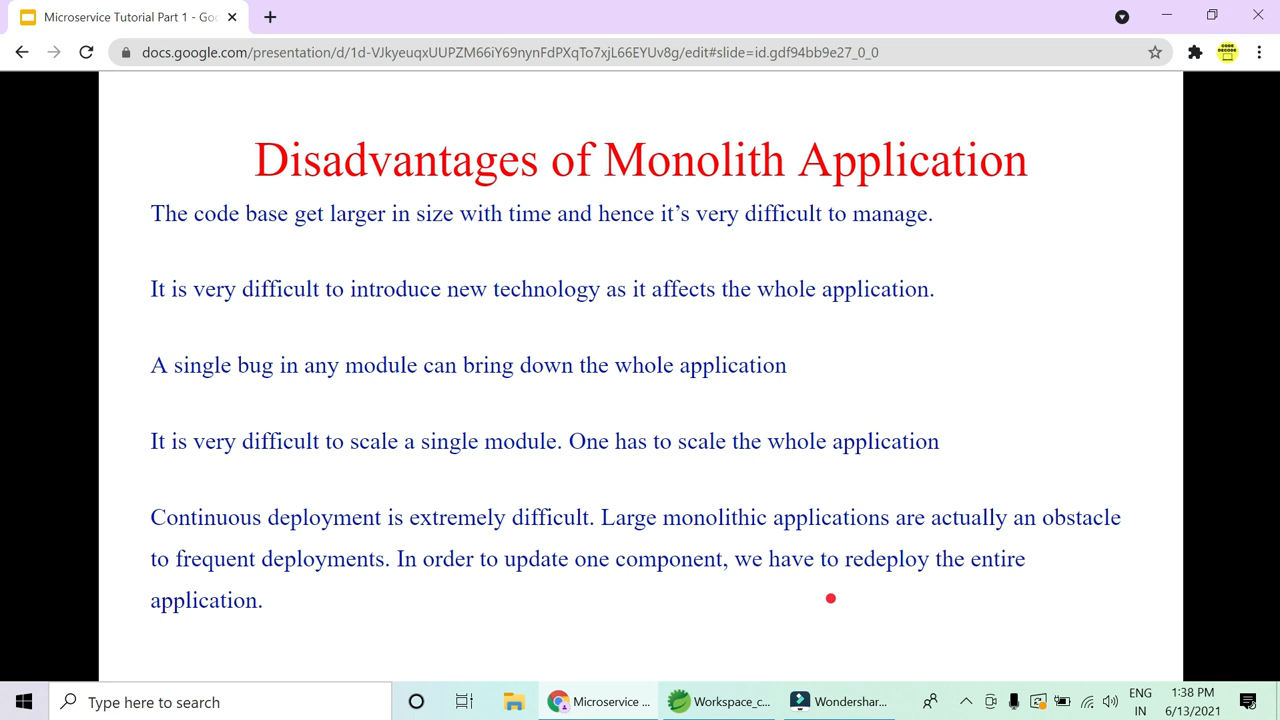 Microservice Tutorial Part 1 - Goo
docs.google.com/presentation/d/1d-VJkyeuqxUUPZM66jY69nvnFdPXqTo7xjL66EYUv8g/edit#slide=id.gdf94bb9e27_0_0
CODE
DECODE
Disadvantages of Monolith Application
The code base get larger in size with time and hence it’s very difficult to manage.
It is very difficult to introduce new technology as it affects the whole application.
A single bug in any module can bring down the whole application
It is very difficult to scale a single module. One has to scale the whole application
Continuous deployment is extremely difficult. Large monolithic applications are actually an obstacle
to frequent deployments. In order to update one component, we have to redeploy the entire
application.
Type here to search
Microservice ...
Workspace_c...
Wondershar...
ENG
IN
1:38 PM
6/13/2021